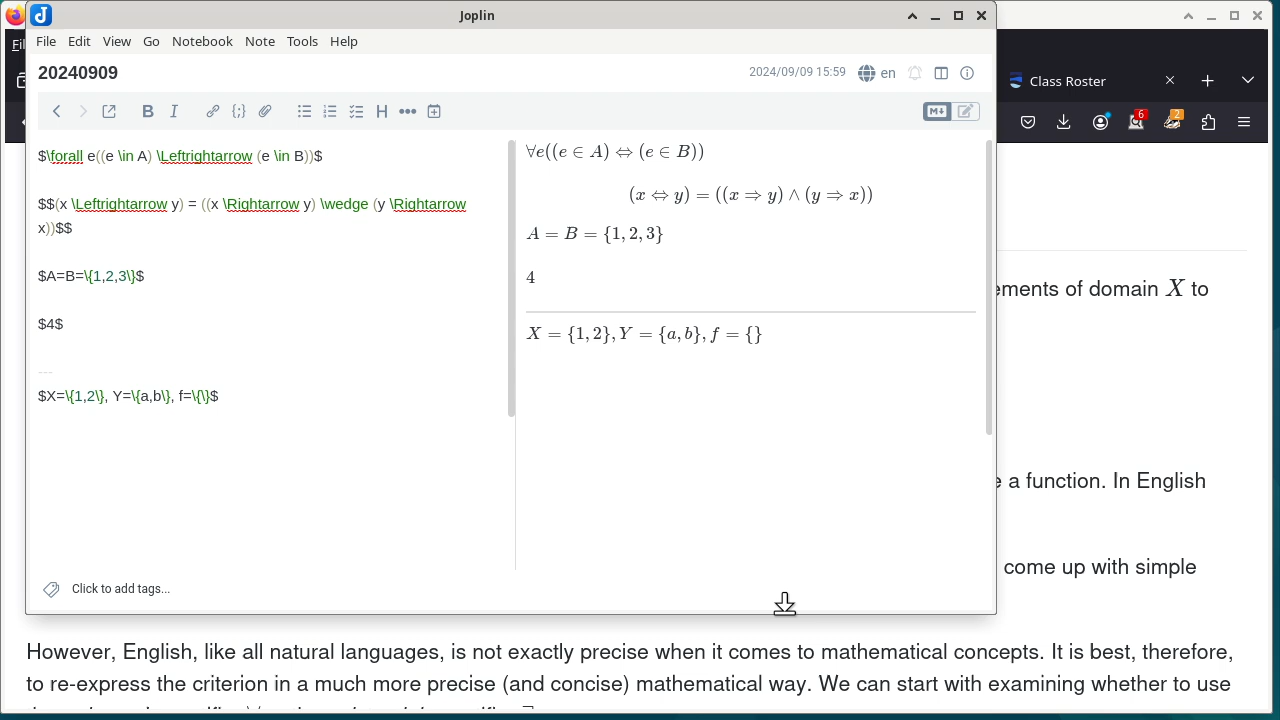 Joplin
File Edit View Go Notebook Note Tools Help
20240909
2024/09/09 15:59 en
$\forall e((e \in A) \Leftrightarrow (e \in B))$
$$(x \Leftrightarrow y) = ((x \Rightarrow y) \wedge (y \Rightarrow
x))$$
$A=B=\{1,2,3\}$
$4$
---
$X=\{1,2\}, Y=\{a,b\}, f=\{\}$
∀e((e ∈ A) ⇔ (e ∈ B))
(x ⇔ y) = ((x ⇒ y) ∧ (y ⇒ x))
A = B = {1, 2, 3}
4
X = {1, 2}, Y = {a, b}, f = {}
Click to add tags...
Class Roster
6 2
ements of domain X to
e a function. In English
come up with simple
However, English, like all natural languages, is not exactly precise when it comes to mathematical concepts. It is best, therefore,
to re-express the criterion in a much more precise (and concise) mathematical way. We can start with examining whether to use